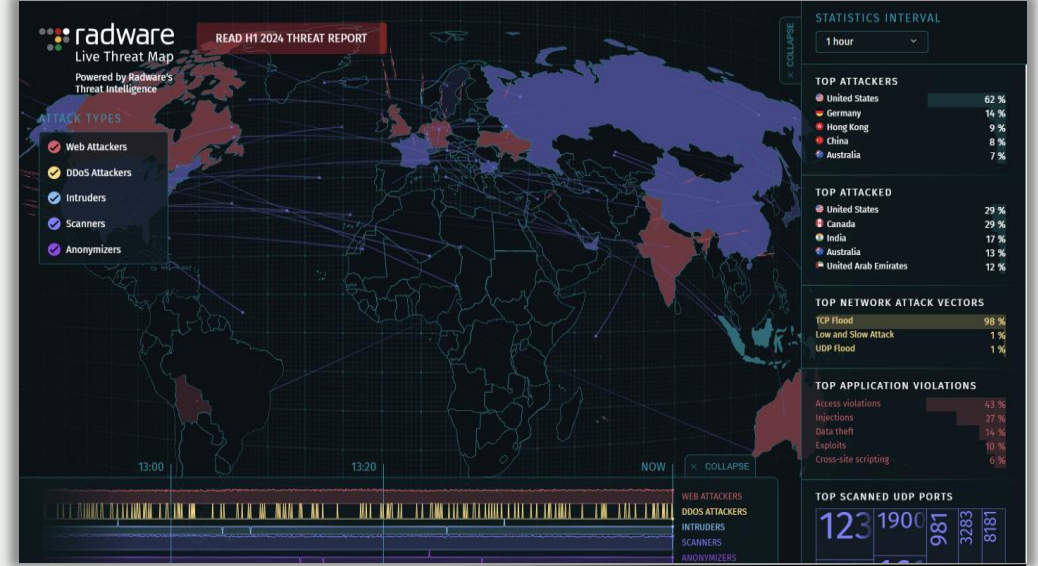 radware
Live Threat Map
Powered by Radware's
Threat Intelligence
READ H1 2024 THREAT REPORT
ATTACK TYPES
Web Attackers
DDoS Attackers
Intruders
Scanners
Anonymizers
× COLLAPSE
STATISTICS INTERVAL
1 hour
TOP ATTACKERS
United States 62 %
Germany 14 %
Hong Kong 9 %
China 8 %
Australia 7 %
TOP ATTACKED
United States 29 %
Canada 29 %
India 17 %
Australia 13 %
United Arab Emirates 12 %
TOP NETWORK ATTACK VECTORS
TCP Flood 98 %
Low and Slow Attack 1 %
UDP Flood 1 %
TOP APPLICATION VIOLATIONS
Access violations 43 %
Injections 27 %
Data theft 14 %
Exploits 10 %
Cross-site scripting 6 %
TOP SCANNED UDP PORTS
123 1900 981 3283 8181
13:00 13:20 NOW
× COLLAPSE
WEB ATTACKERS
DDOS ATTACKERS
INTRUDERS
SCANNERS
ANONYMIZERS